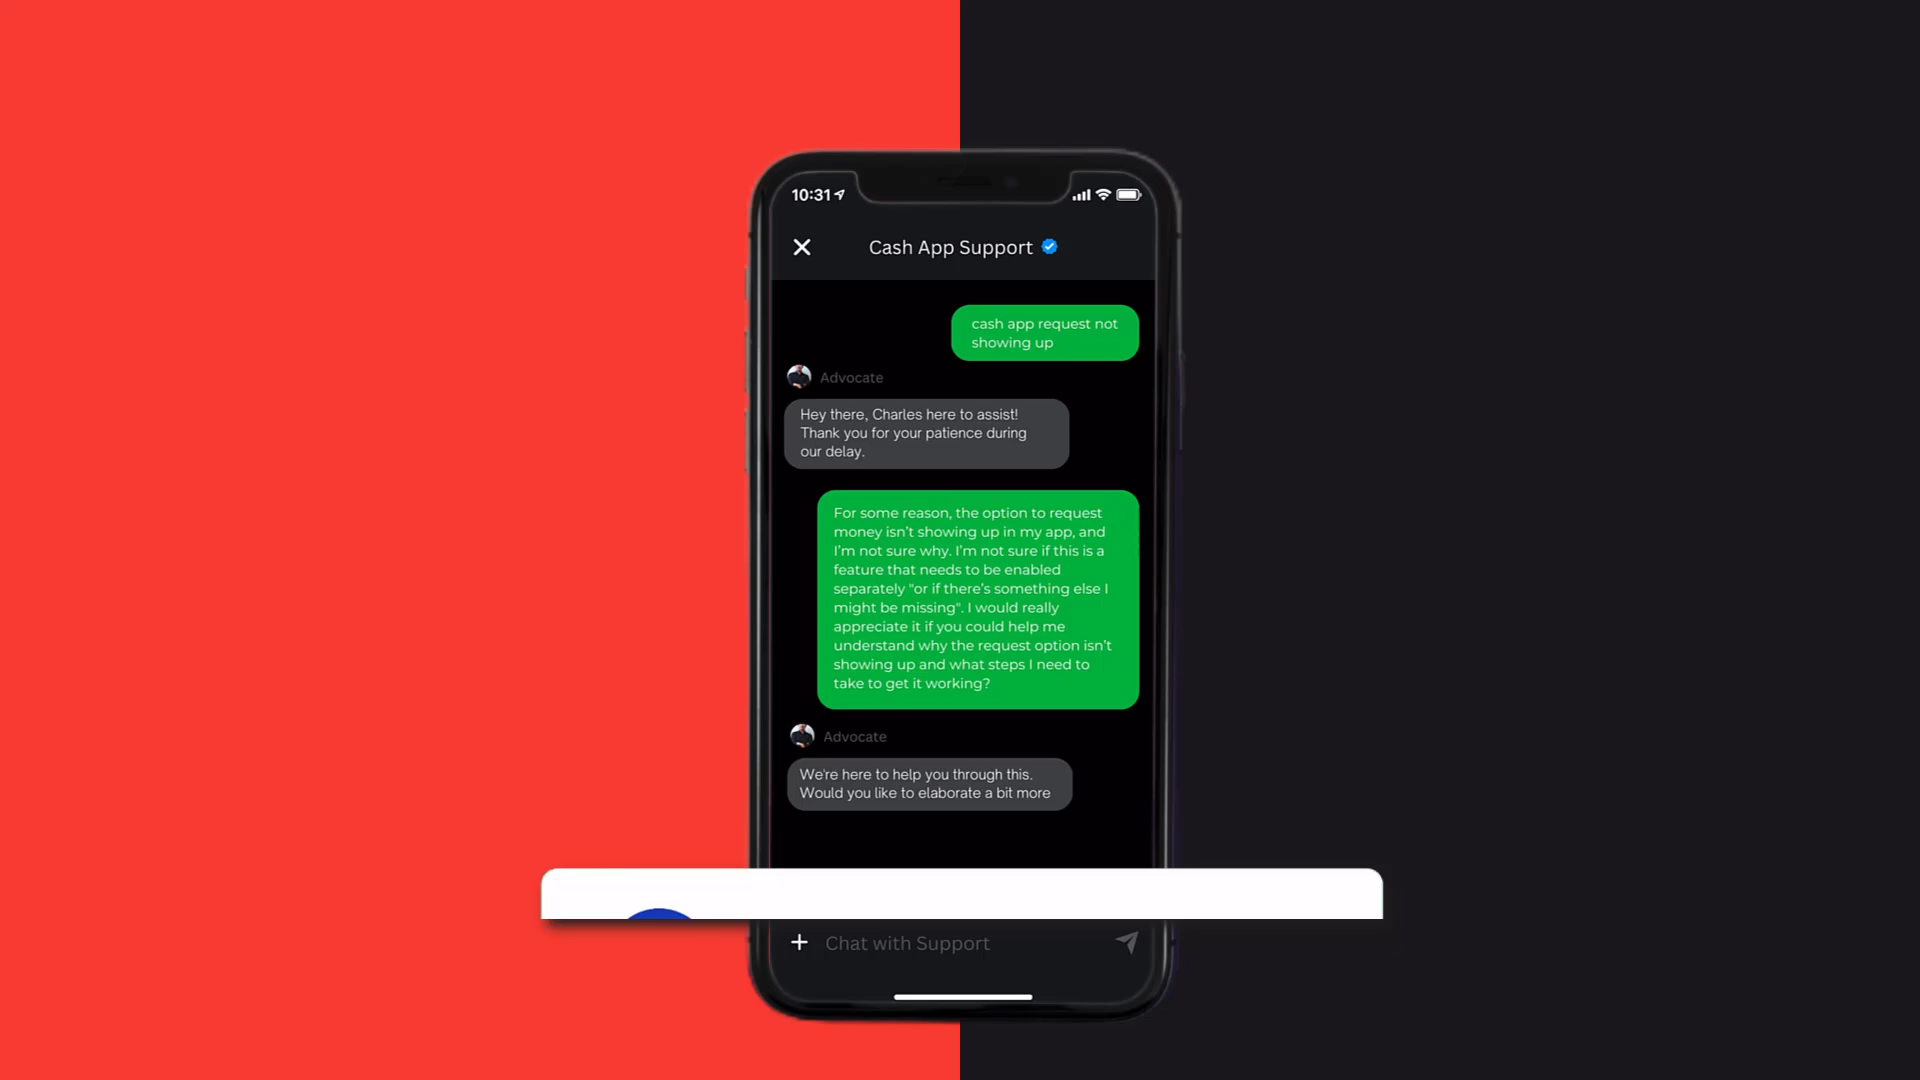 10:31
Cash App Support
cash app request not
showing up
Advocate
Hey there, Charles here to assist!
Thank you for your patience during
our delay.
For some reason, the option to request
money isn't showing up in my app, and
I'm not sure why. I'm not sure if this is a
feature that needs to be enabled
separately "or if there's something else I
might be missing". I would really
appreciate it if you could help me
understand why the request option isn't
showing up and what steps I need to
take to get it working?
Advocate
We're here to help you through this.
Would you like to elaborate a bit more
Chat with Support